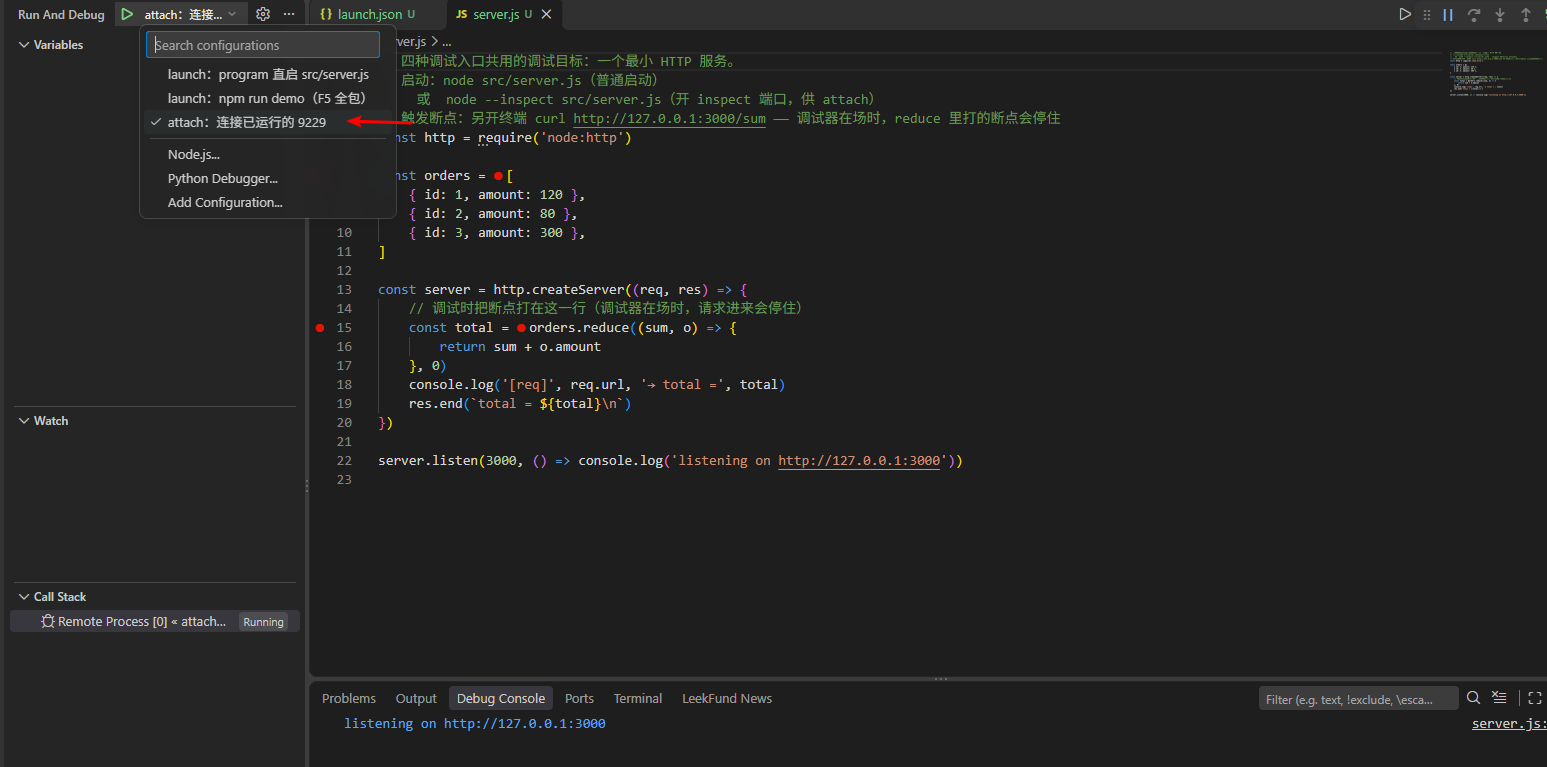 Run And Debug
attach：连接...
{} launch.json U
JS server.js U
Variables
Search configurations
launch：program 直启 src/server.js
launch：npm run demo（F5 全包）
attach：连接已运行的 9229
Node.js...
Python Debugger...
Add Configuration...
ver.js > ...
四种调试入口共用的调试目标：一个最小 HTTP 服务。
启动：node src/server.js（普通启动）
或 node --inspect src/server.js（开 inspect 端口，供 attach）
触发断点：另开终端 curl http://127.0.0.1:3000/sum —— 调试器在场时，reduce 里打的断点会停住
nst http = require('node:http')
nst orders = [
{ id: 1, amount: 120 },
{ id: 2, amount: 80 },
10 { id: 3, amount: 300 },
11 ]
12
13 const server = http.createServer((req, res) => {
14 // 调试时把断点打在这一行（调试器在场时，请求进来会停住）
15 const total = orders.reduce((sum, o) => {
16 return sum + o.amount
17 }, 0)
18 console.log('[req]', req.url, '→ total =', total)
19 res.end(`total = ${total}\n`)
20 })
21
22 server.listen(3000, () => console.log('listening on http://127.0.0.1:3000'))
23
Watch
Call Stack
Remote Process [0] « attach... Running
Problems Output Debug Console Ports Terminal LeekFund News
Filter (e.g. text, !exclude, \esca...
listening on http://127.0.0.1:3000
server.js: